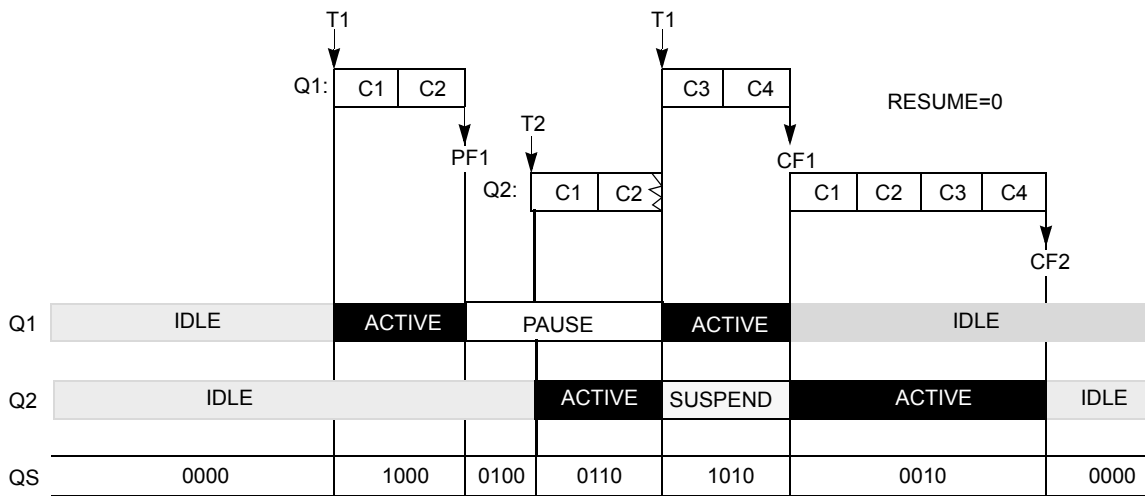 T1 T1
Q1: C1 C2 C3 C4
RESUME=0
T2
PF1 CF1
Q2: C1 C2 C1 C2 C3 C4
CF2
Q1 IDLE ACTIVE PAUSE ACTIVE IDLE
Q2 IDLE ACTIVE SUSPEND ACTIVE IDLE
QS 0000 1000 0100 0110 1010 0010 0000